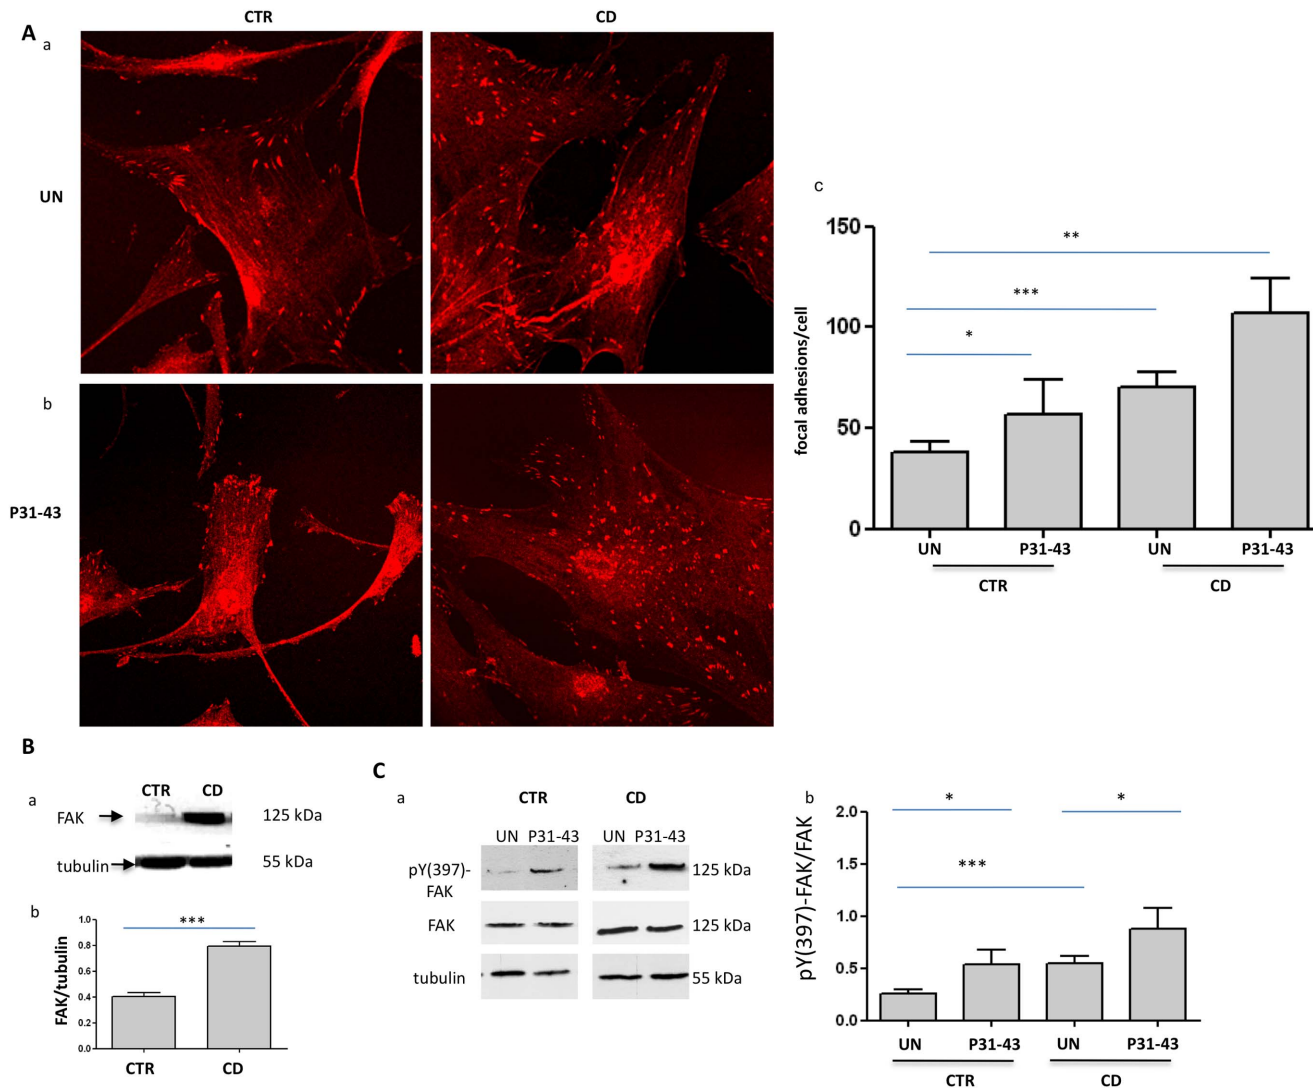 CTR CD
A
a
UN
b
P31-43
c
focal adhesions/cell
150
100
50
0
**
***
*
UN P31-43 UN P31-43
CTR CD
B
a
CTR CD
FAK 125 kDa
tubulin 55 kDa
b
FAK/tubulin
1.0
0.8
0.6
0.4
0.2
0.0
***
CTR CD
C
a
CTR CD
UN P31-43 UN P31-43
pY(397)-
FAK
125 kDa
FAK 125 kDa
tubulin 55 kDa
b
pY(397)-FAK/FAK
2.0
1.5
1.0
0.5
0.0
* *
***
UN P31-43 UN P31-43
CTR CD